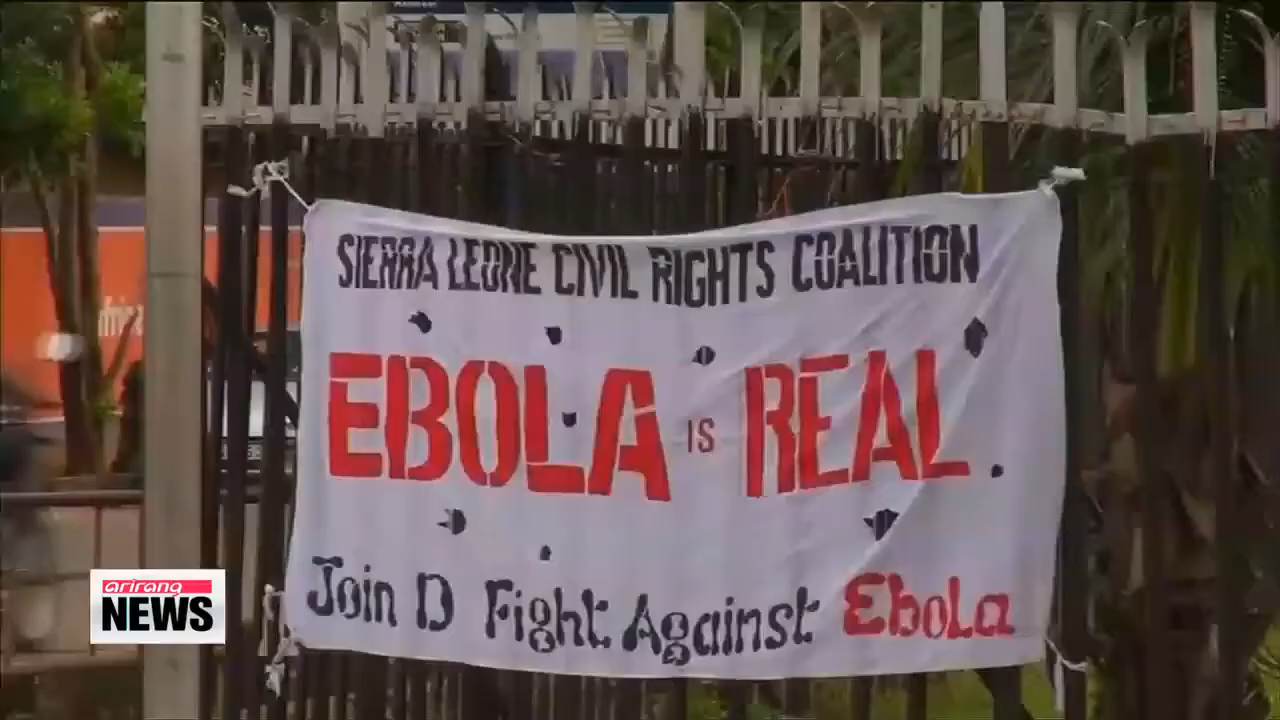 SIERRA LEONE CIVIL RIGHTS COALITION
EBOLA IS REAL
Join D Fight Against Ebola
arirang
NEWS